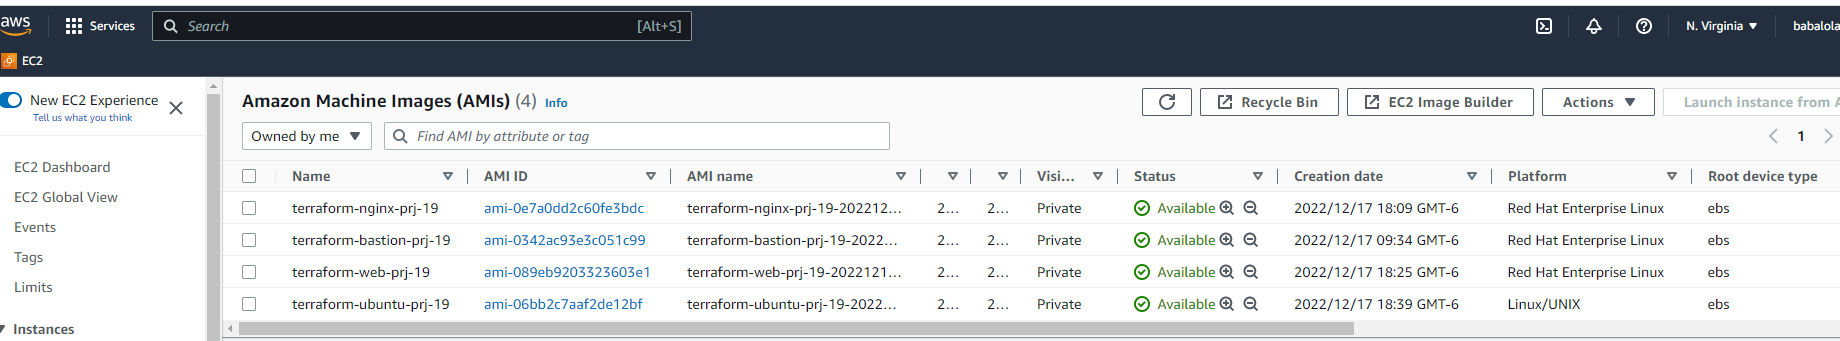 aws Services Search [Alt+S] N. Virginia babalola
EC2
New EC2 Experience
Tell us what you think
EC2 Dashboard
EC2 Global View
Events
Tags
Limits
Instances
Amazon Machine Images (AMIs) (4) Info Recycle Bin EC2 Image Builder Actions Launch instance from A
Owned by me Find AMI by attribute or tag 1
Name AMI ID AMI name Visi... Status Creation date Platform Root device type
terraform-nginx-prj-19 ami-0e7a0dd2c60fe3bdc terraform-nginx-prj-19-202212... 2... 2... Private Available 2022/12/17 18:09 GMT-6 Red Hat Enterprise Linux ebs
terraform-bastion-prj-19 ami-0342ac93e3c051c99 terraform-bastion-prj-19-2022... 2... 2... Private Available 2022/12/17 09:34 GMT-6 Red Hat Enterprise Linux ebs
terraform-web-prj-19 ami-089eb9203323603e1 terraform-web-prj-19-2022121... 2... 2... Private Available 2022/12/17 18:25 GMT-6 Red Hat Enterprise Linux ebs
terraform-ubuntu-prj-19 ami-06bb2c7aaf2de12bf terraform-ubuntu-prj-19-2022... 2... 2... Private Available 2022/12/17 18:39 GMT-6 Linux/UNIX ebs